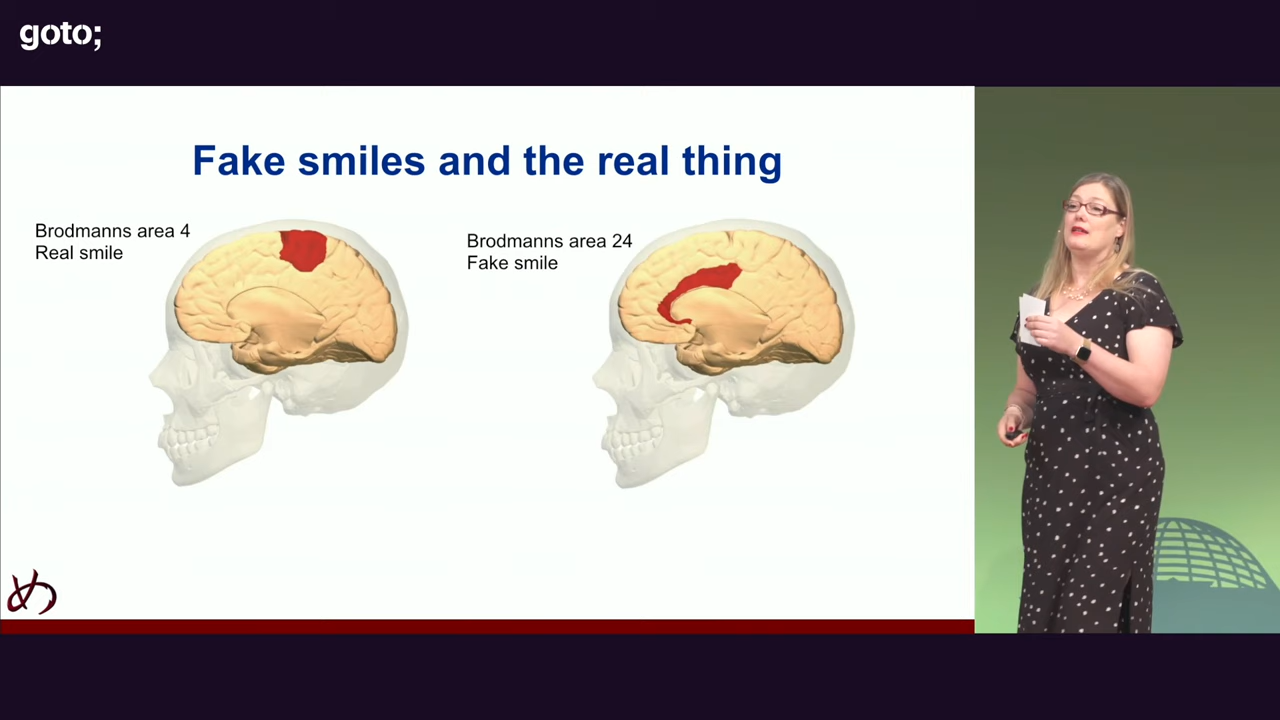 goto;
Fake smiles and the real thing
Brodmanns area 4
Real smile
Brodmanns area 24
Fake smile
め